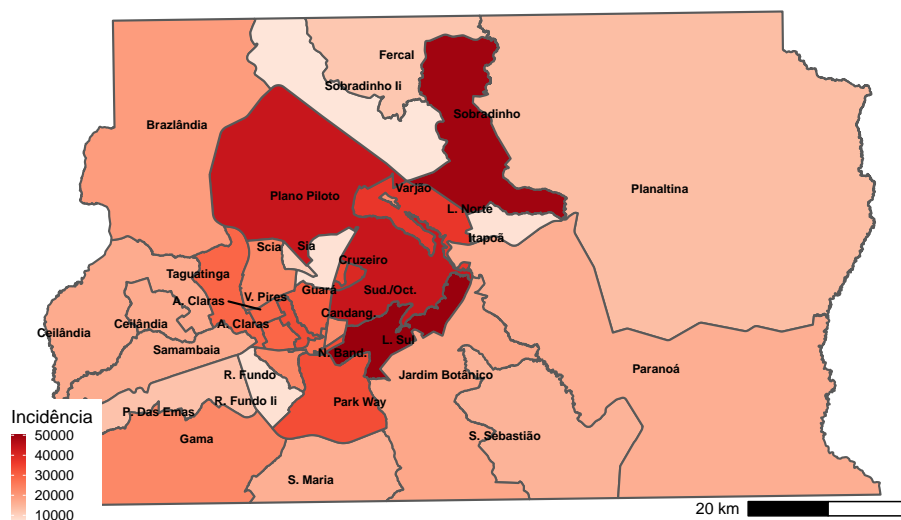 Fercal
Sobradinho Ii
Sobradinho
Brazlândia
Planaltina
Varjão
Plano Piloto
L. Norte
Itapoã
Scia
Sia
Cruzeiro
Taguatinga
A. Claras
V. Pires
Guará
Sud./Oct.
Candang.
Ceilândia
Ceilândia
A. Claras
L. Sul
Samambaia
N. Band.
R. Fundo
Jardim Botânico
Paranoá
R. Fundo Ii
Park Way
P. Das Emas
Gama
S. Sebastião
S. Maria
Incidência
50000
40000
30000
20000
10000
20 km